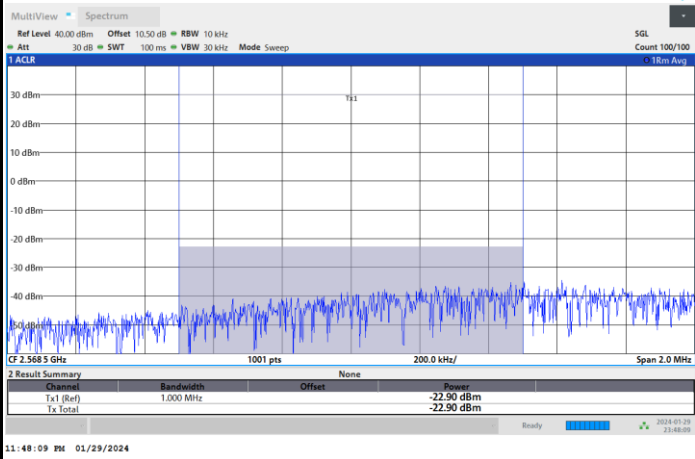 MultiView Spectrum
Ref Level 40.00 dBm Offset 10.50 dB RBW 10 kHz SGL
Att 30 dB SWT 100 ms VBW 30 kHz Mode Sweep Count 100/100
1 ACLR 1Rm Avg
Tx1
30 dBm
20 dBm
10 dBm
0 dBm
-10 dBm
-20 dBm
-30 dBm
-40 dBm
-50 dBm
CF 2.568 5 GHz 1001 pts 200.0 kHz/ Span 2.0 MHz
2 Result Summary None
Channel Bandwidth Offset Power
Tx1 (Ref) 1.000 MHz -22.90 dBm
Tx Total -22.90 dBm
Ready 2024-01-29
23:48:09
11:48:09 PM 01/29/2024